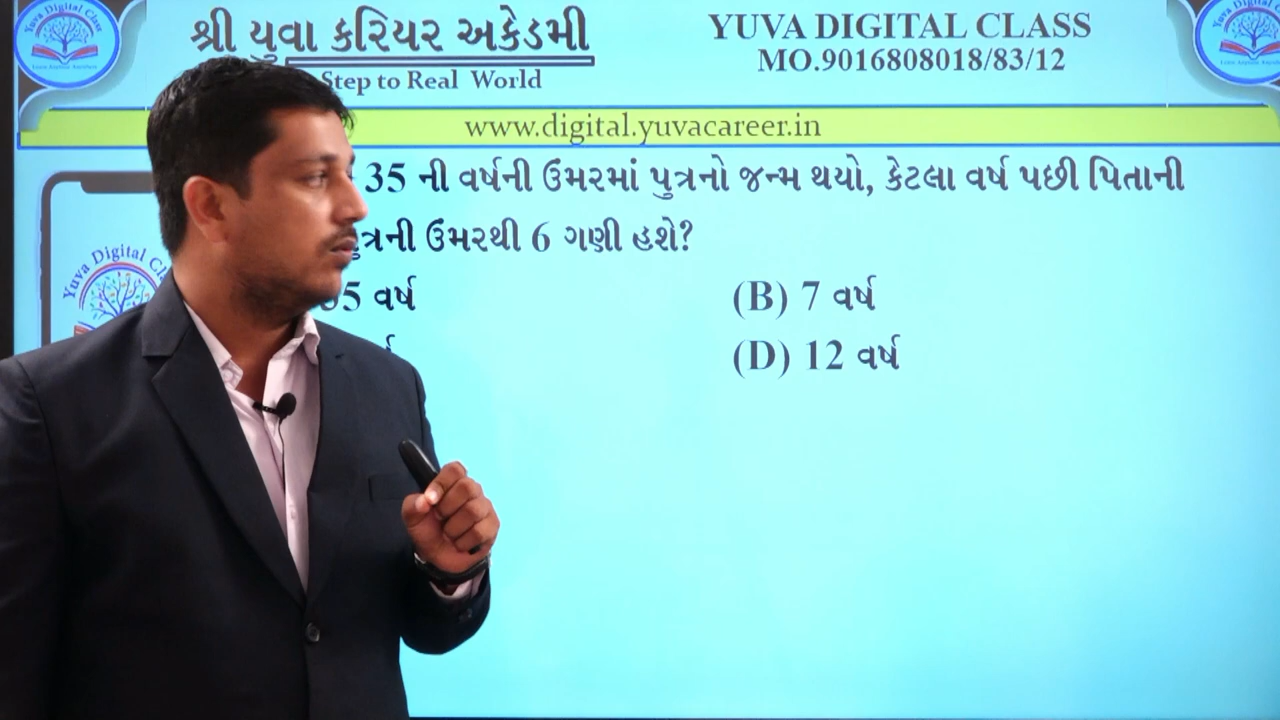 શ્રી યુવા કરિયર અકેડમી
Step to Real World
YUVA DIGITAL CLASS
MO.9016808018/83/12
www.digital.yuvacareer.in
35 ની વર્ષની ઉંમરમાં પુત્રનો જન્મ થયો, કેટલા વર્ષ પછી પિતાની
ઉંમરથી 6 ગણી હશે?
વર્ષ
(B) 7 વર્ષ
(D) 12 વર્ષ
Yuva Digital